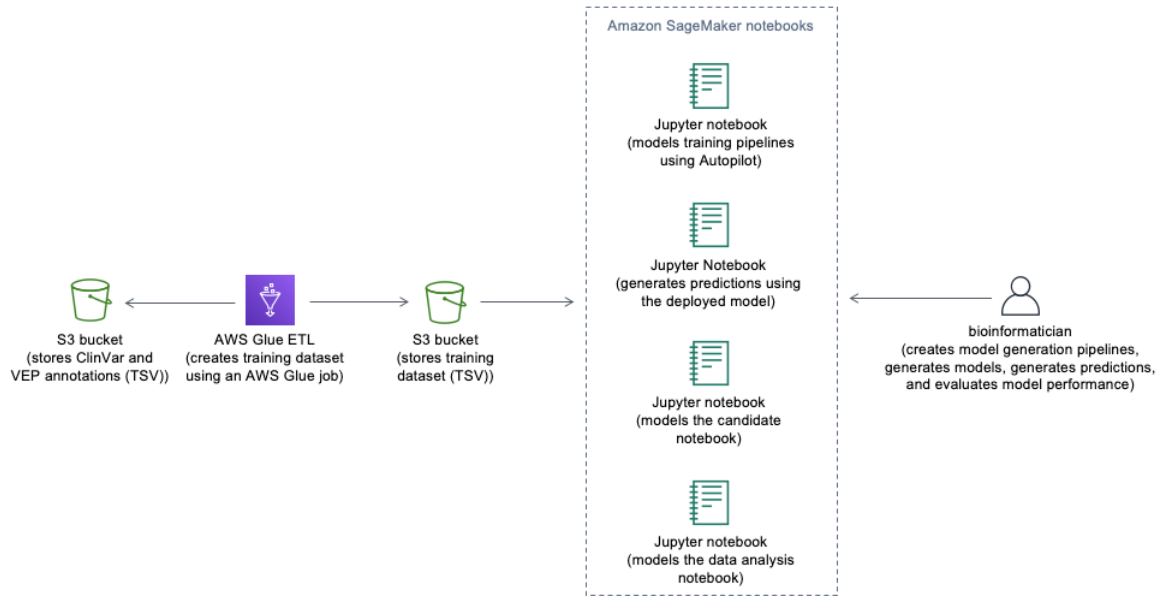 Amazon SageMaker notebooks
Jupyter notebook
(models training pipelines
using Autopilot)
Jupyter Notebook
(generates predictions using
the deployed model)
Jupyter notebook
(models the candidate
notebook)
Jupyter notebook
(models the data analysis
notebook)
S3 bucket
(stores ClinVar and
VEP annotations (TSV))
AWS Glue ETL
(creates training dataset
using an AWS Glue job)
S3 bucket
(stores training
dataset (TSV))
bioinformatician
(creates model generation pipelines,
generates models, generates predictions,
and evaluates model performance)